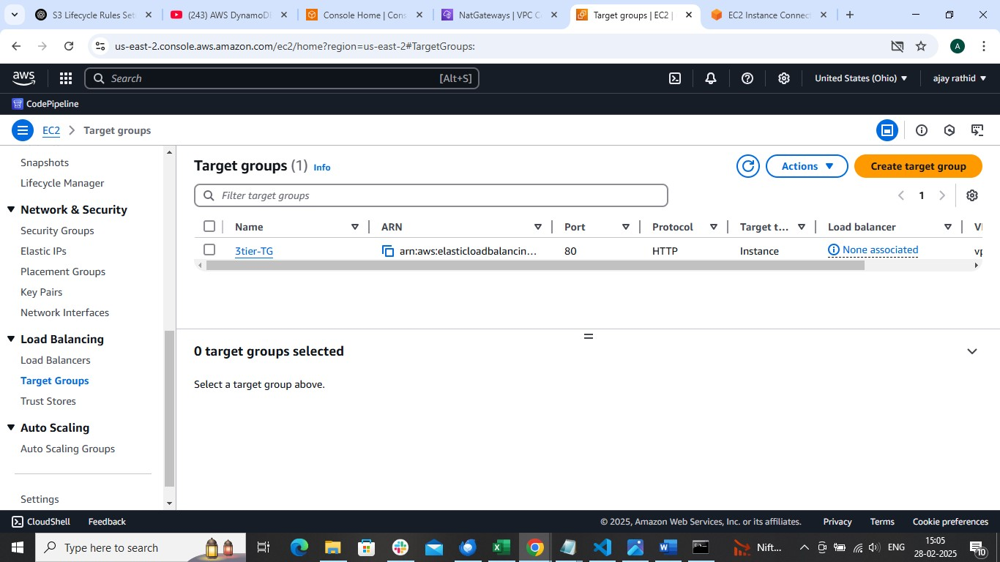 S3 Lifecycle Rules Set
(243) AWS DynamoD
Console Home | Cons
NatGateways | VPC C
Target groups | EC2 |
EC2 Instance Connect
us-east-2.console.aws.amazon.com/ec2/home?region=us-east-2#TargetGroups:
A
aws
Search
[Alt+S]
United States (Ohio)
ajay rathid
CodePipeline
EC2
Target groups
Snapshots
Lifecycle Manager
Network & Security
Security Groups
Elastic IPs
Placement Groups
Key Pairs
Network Interfaces
Load Balancing
Load Balancers
Target Groups
Trust Stores
Auto Scaling
Auto Scaling Groups
Settings
Target groups (1) Info
Actions
Create target group
Filter target groups
1
Name ARN Port Protocol Target t... Load balancer
3tier-TG arn:aws:elasticloadbalancin... 80 HTTP Instance None associated
0 target groups selected
Select a target group above.
CloudShell Feedback © 2025, Amazon Web Services, Inc. or its affiliates. Privacy Terms Cookie preferences
Type here to search
Nift...
ENG
15:05
28-02-2025
10